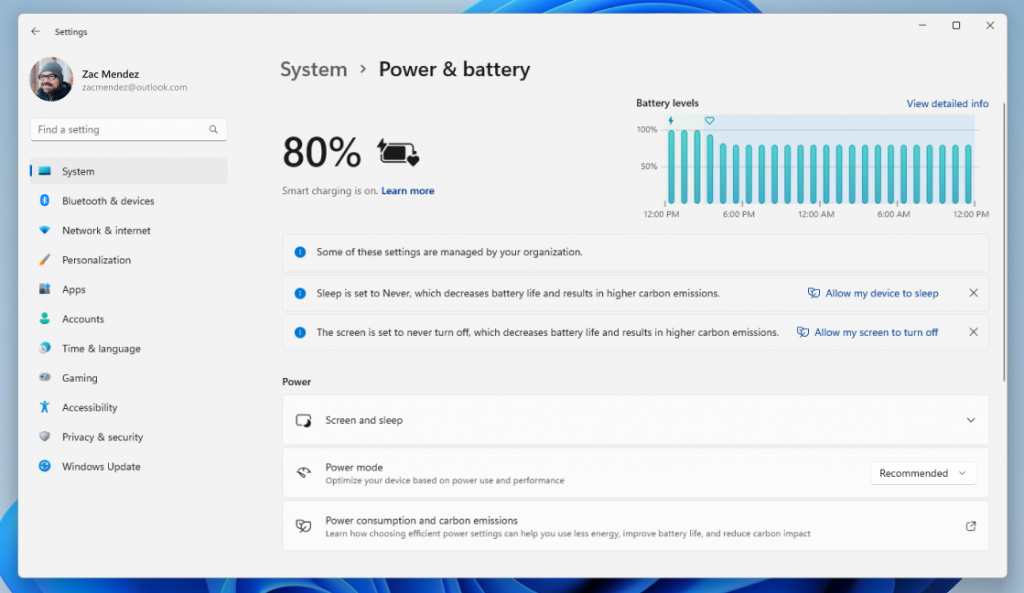 Settings
Zac Mendez
zacmendez@outlook.com
Find a setting
System
Bluetooth & devices
Network & internet
Personalization
Apps
Accounts
Time & language
Gaming
Accessibility
Privacy & security
Windows Update
System > Power & battery
80%
Smart charging is on. Learn more
Battery levels
View detailed info
100%
50%
12:00 PM 6:00 PM 12:00 AM 6:00 AM 12:00 PM
Some of these settings are managed by your organization.
Sleep is set to Never, which decreases battery life and results in higher carbon emissions. Allow my device to sleep
The screen is set to never turn off, which decreases battery life and results in higher carbon emissions. Allow my screen to turn off
Power
Screen and sleep
Power mode
Optimize your device based on power use and performance
Recommended
Power consumption and carbon emissions
Learn how choosing efficient power settings can help you use less energy, improve battery life, and reduce carbon impact